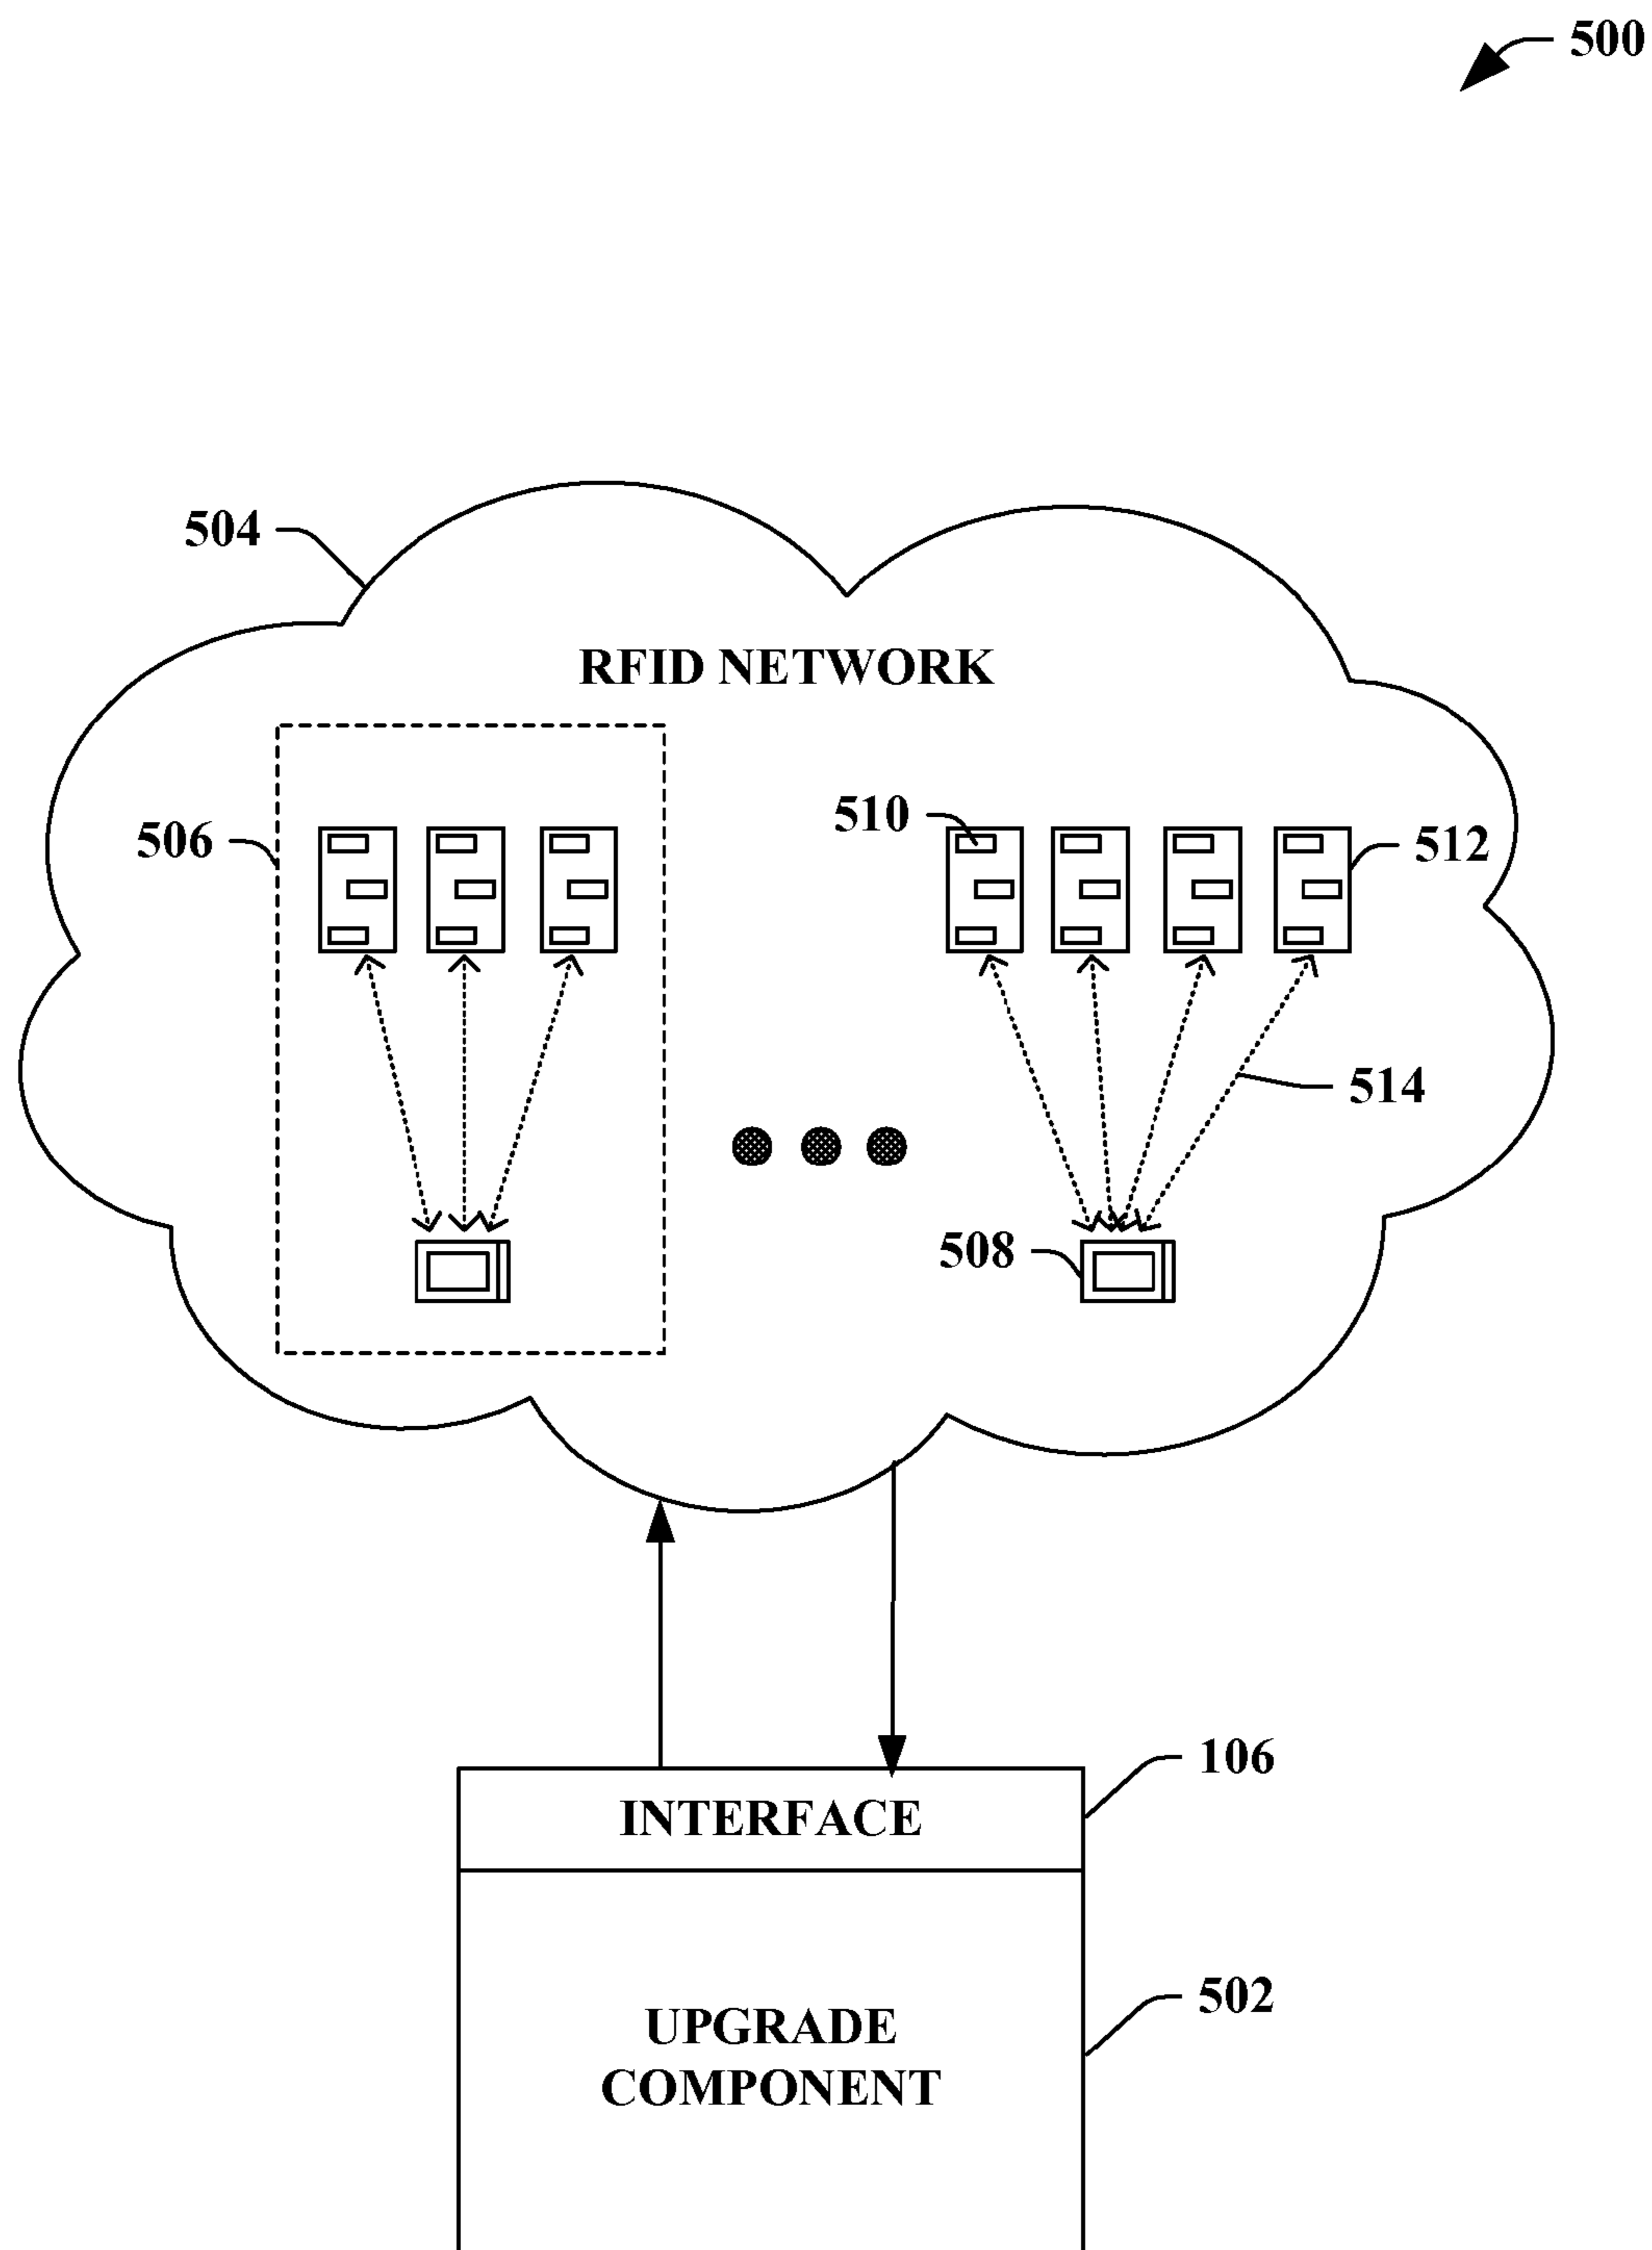 500
504
RFID NETWORK
506
510
512
514
508
106
INTERFACE
502
UPGRADE
COMPONENT